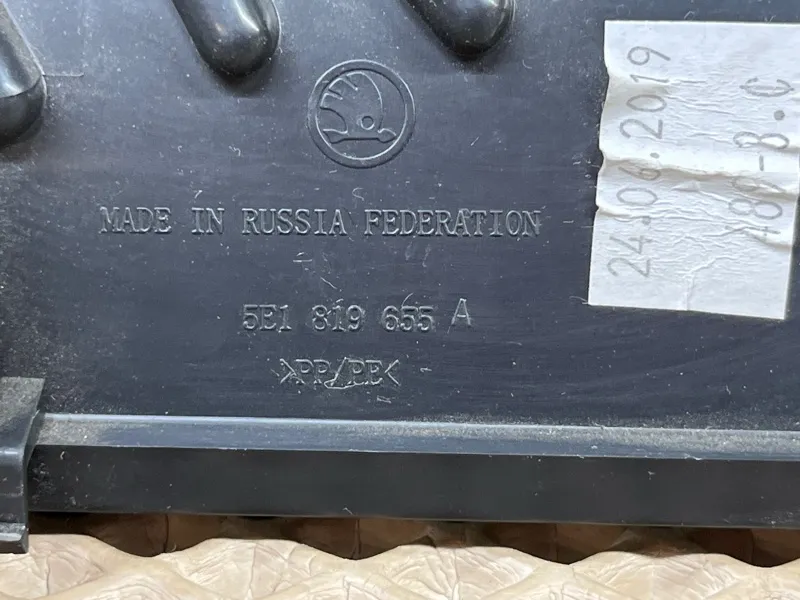 MADE IN RUSSIA FEDERATION
5E1 819 655 A
>PP/PE<
24.06.2019